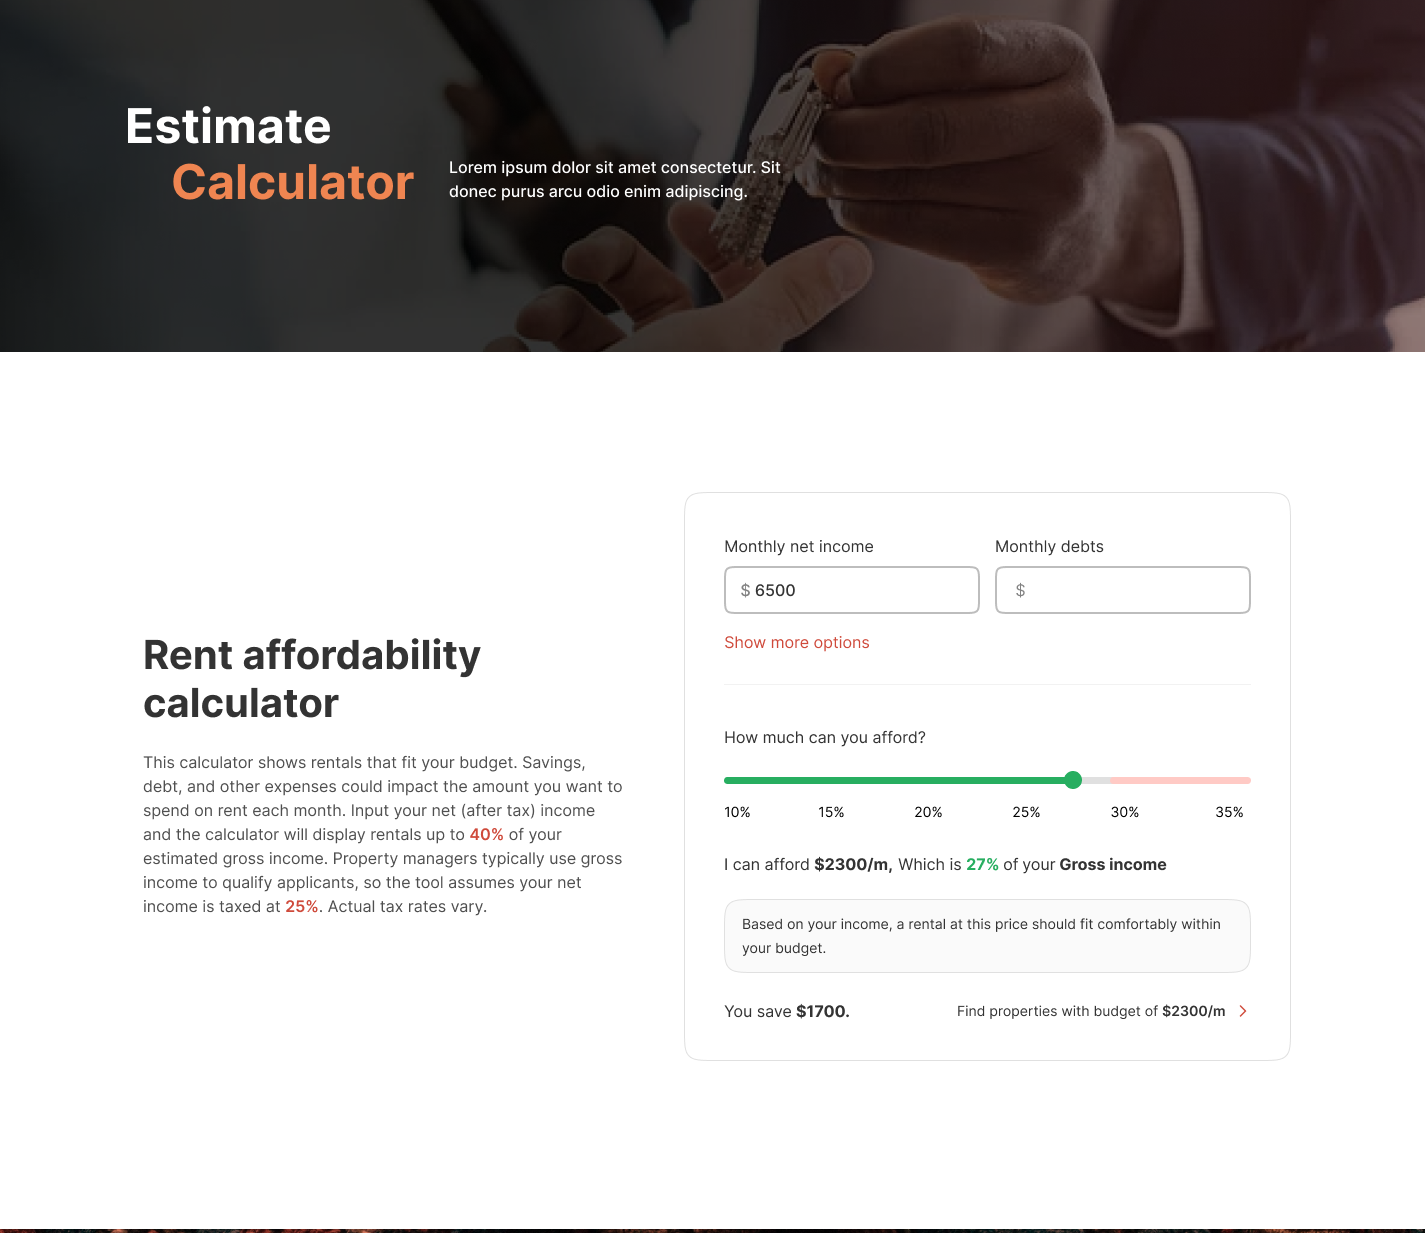 Estimate
Calculator
Lorem ipsum dolor sit amet consectetur. Sit
donec purus arcu odio enim adipiscing.
Rent affordability
calculator
This calculator shows rentals that fit your budget. Savings,
debt, and other expenses could impact the amount you want to
spend on rent each month. Input your net (after tax) income
and the calculator will display rentals up to 40% of your
estimated gross income. Property managers typically use gross
income to qualify applicants, so the tool assumes your net
income is taxed at 25%. Actual tax rates vary.
Monthly net income Monthly debts
$ 6500 $
Show more options
How much can you afford?
10% 15% 20% 25% 30% 35%
I can afford $2300/m, Which is 27% of your Gross income
Based on your income, a rental at this price should fit comfortably within
your budget.
You save $1700. Find properties with budget of $2300/m